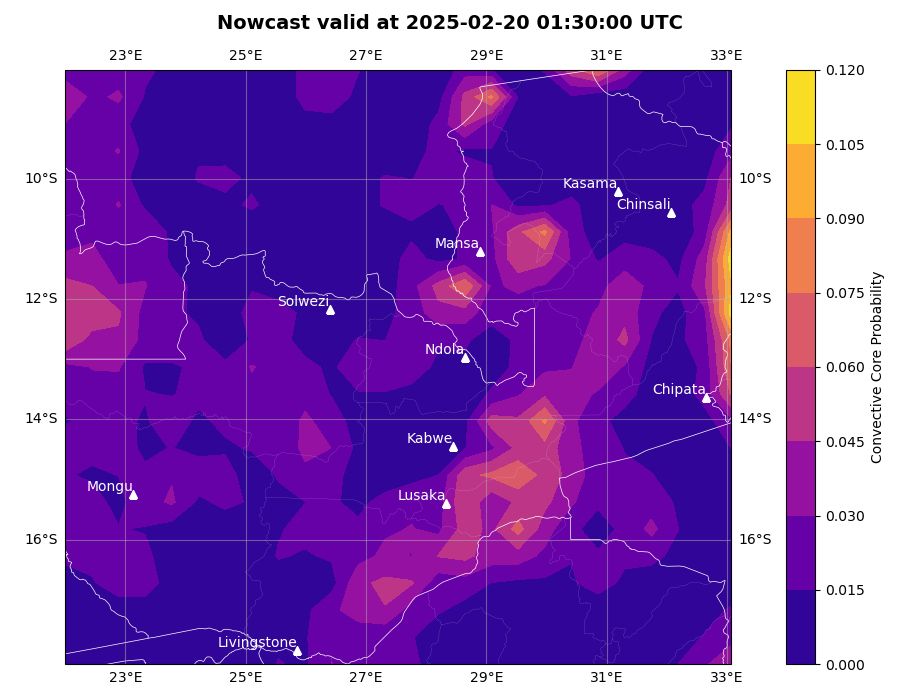 Nowcast valid at 2025-02-20 01:30:00 UTC
23°E 25°E 27°E 29°E 31°E 33°E
0.120
0.105
10°S Kasama 10°S
Chinsali
0.090
Mansa
0.075
12°S Solwezi 12°S
Ndola
0.060
Chipata
14°S 14°S
Kabwe
0.045
Mongu
Lusaka
0.030
16°S 16°S
0.015
Livingstone
0.000
23°E 25°E 27°E 29°E 31°E 33°E
Convective Core Probability